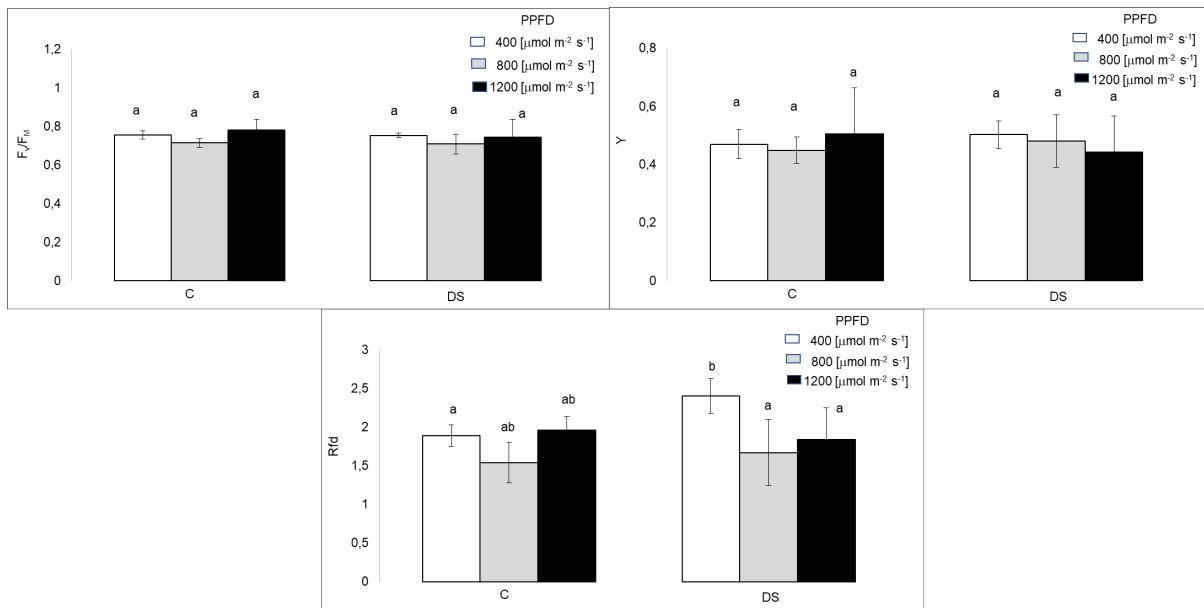 PPFD
400 [μmol m⁻² s⁻¹]
800 [μmol m⁻² s⁻¹]
1200 [μmol m⁻² s⁻¹]
1,2
1
0,8
0,6
0,4
0,2
0
Fᵥ/Fₘ
a a a
a a a
C DS
PPFD
400 [μmol m⁻² s⁻¹]
800 [μmol m⁻² s⁻¹]
1200 [μmol m⁻² s⁻¹]
0,8
0,6
0,4
0,2
0
Y
a a a
a a a
C DS
PPFD
400 [μmol m⁻² s⁻¹]
800 [μmol m⁻² s⁻¹]
1200 [μmol m⁻² s⁻¹]
3
2,5
2
1,5
1
0,5
0
Rfd
a ab ab
b a a
C DS